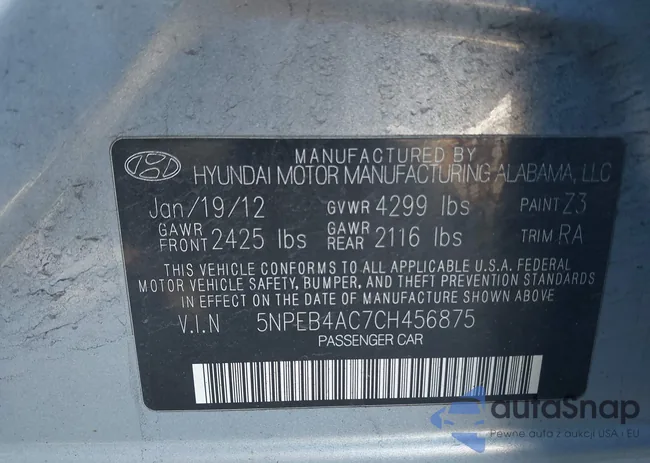 MANUFACTURED BY
HYUNDAI MOTOR MANUFACTURING ALABAMA, LLC
Jan/19/12 GVWR 4299 lbs PAINT Z3
GAWR FRONT 2425 lbs GAWR REAR 2116 lbs TRIM RA
THIS VEHICLE CONFORMS TO ALL APPLICABLE U.S.A. FEDERAL
MOTOR VEHICLE SAFETY, BUMPER, AND THEFT PREVENTION STANDARDS
IN EFFECT ON THE DATE OF MANUFACTURE SHOWN ABOVE
V.I.N 5NPEB4AC7CH456875
PASSENGER CAR
autoSnap
Pewne auta z aukcji USA i EU